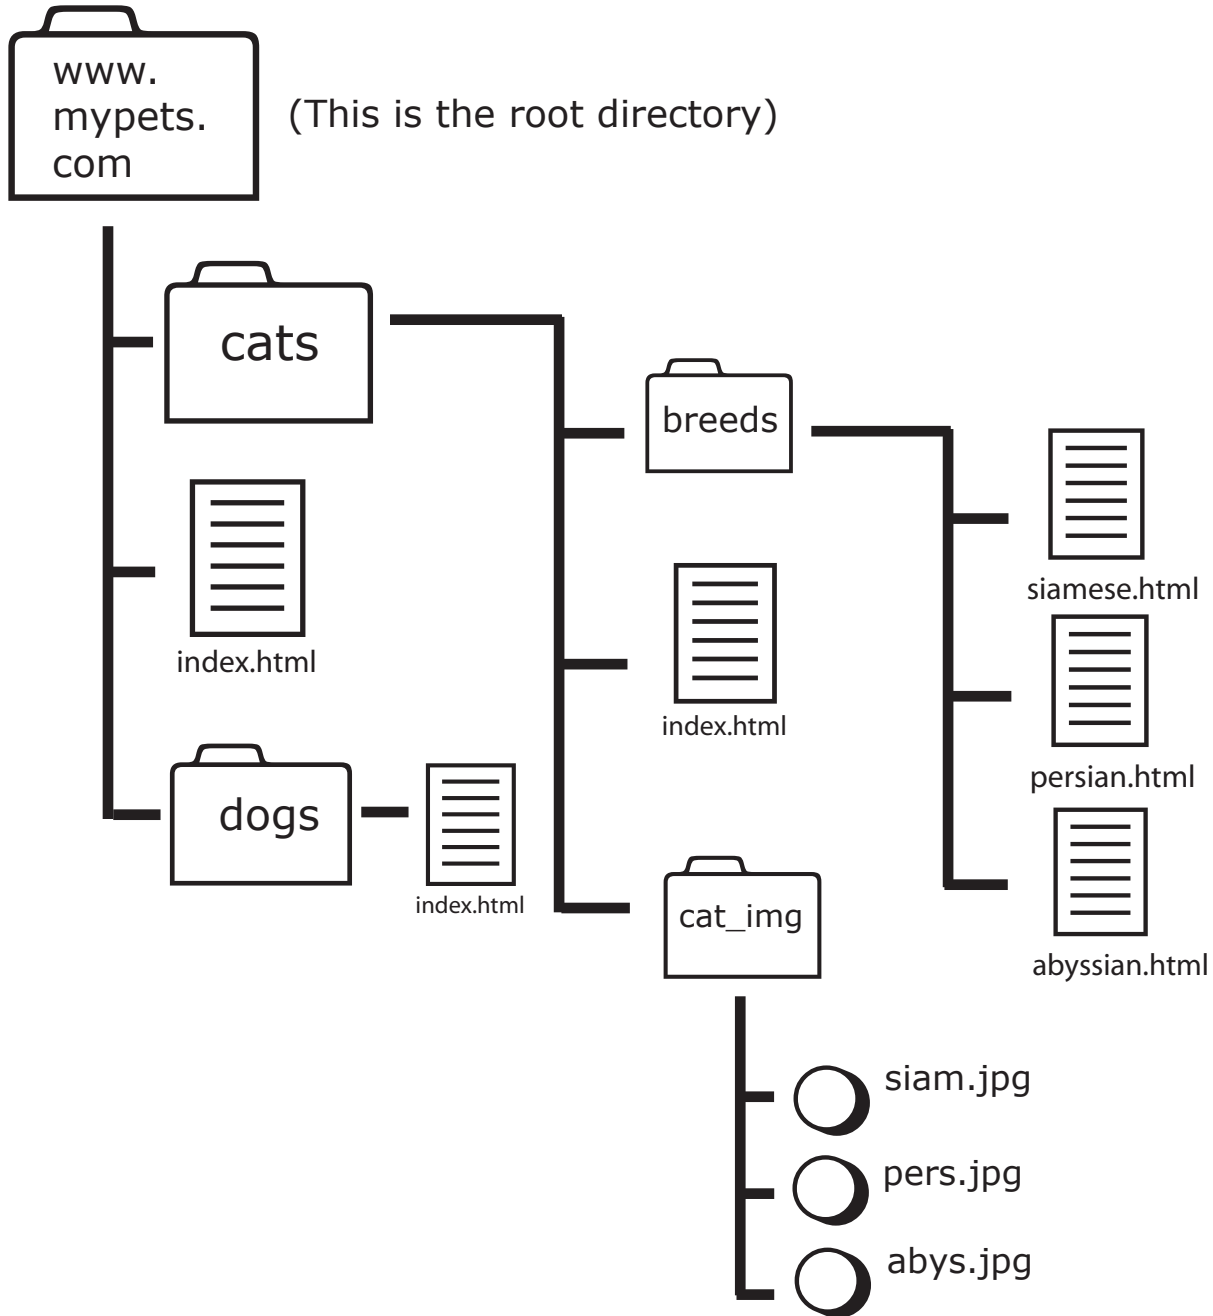 www.
mypets.
com
(This is the root directory)
cats
breeds
siamese.html
index.html
index.html
persian.html
dogs
index.html
cat_img
abyssian.html
siam.jpg
pers.jpg
abys.jpg